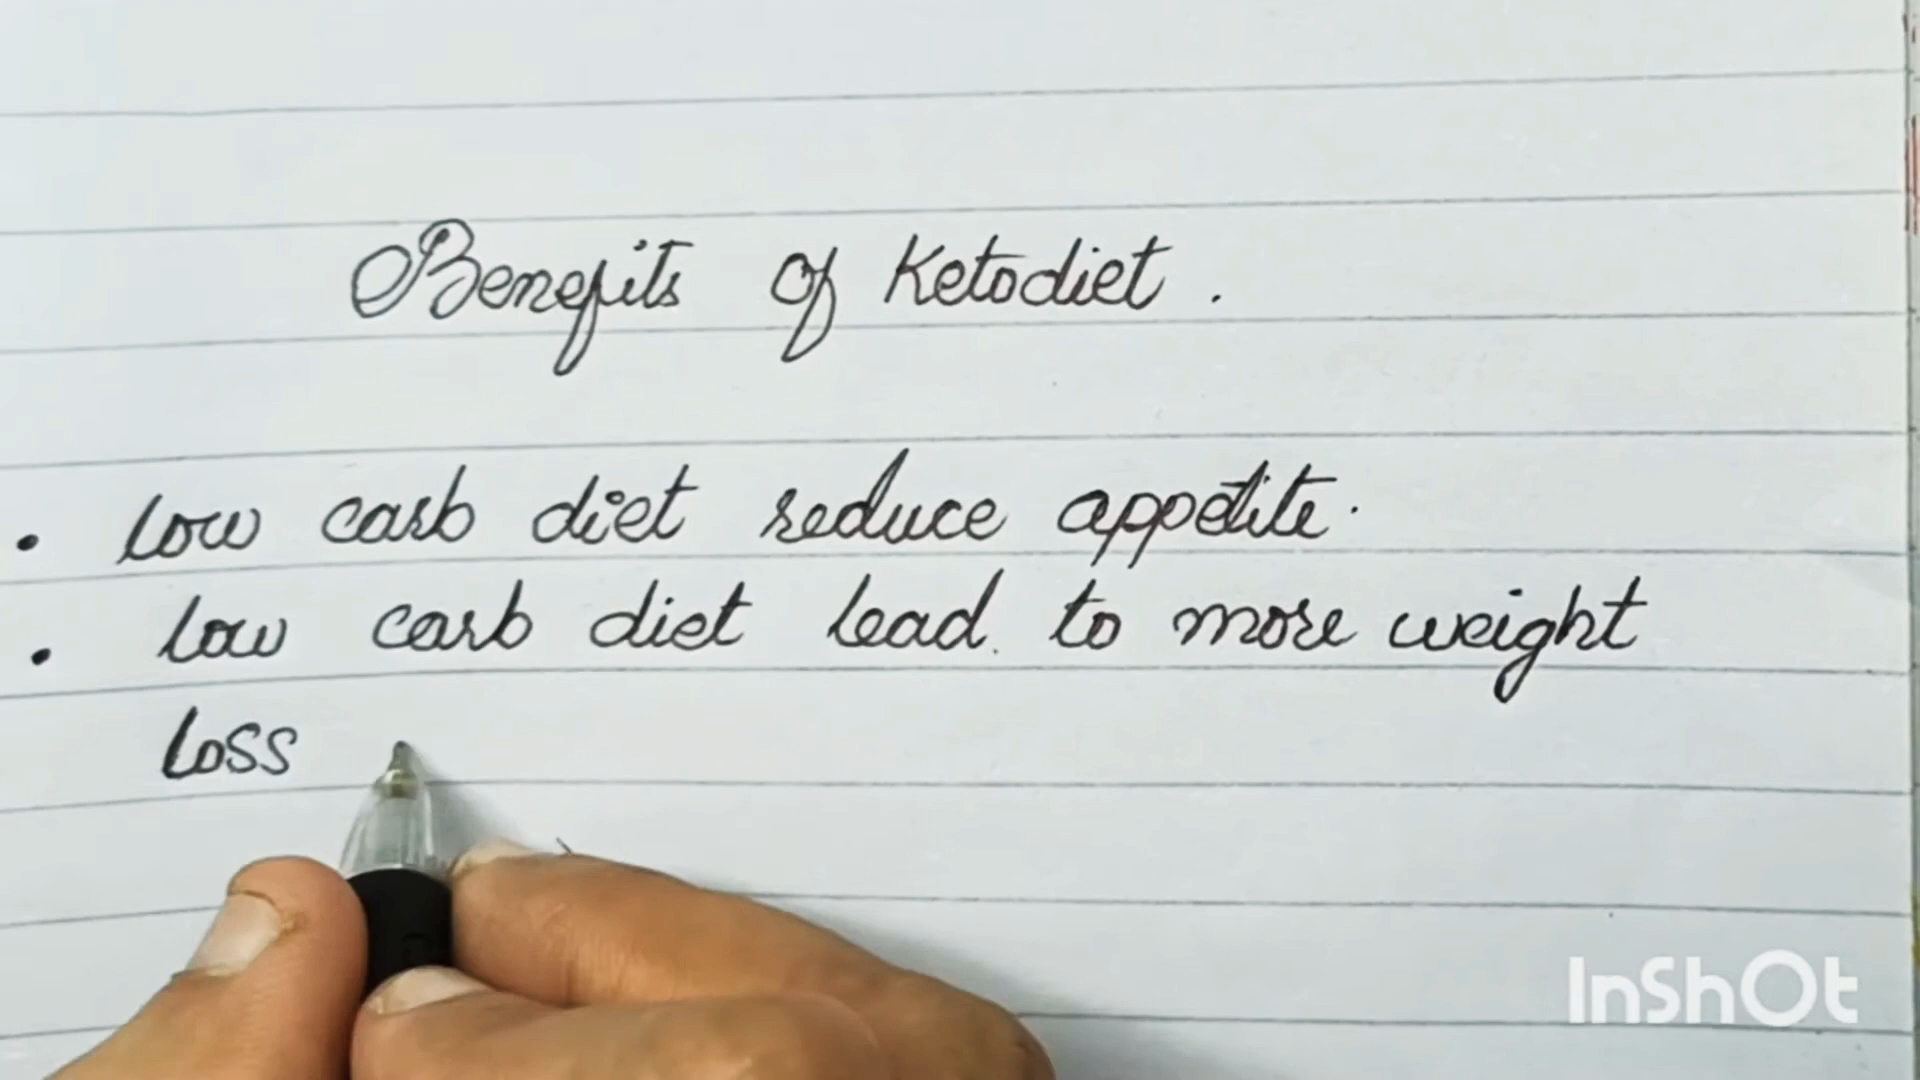 Benefits Of Ketodiet.
• low carb diet reduce appetite.
• low carb diet lead to more weight
loss
InShOt